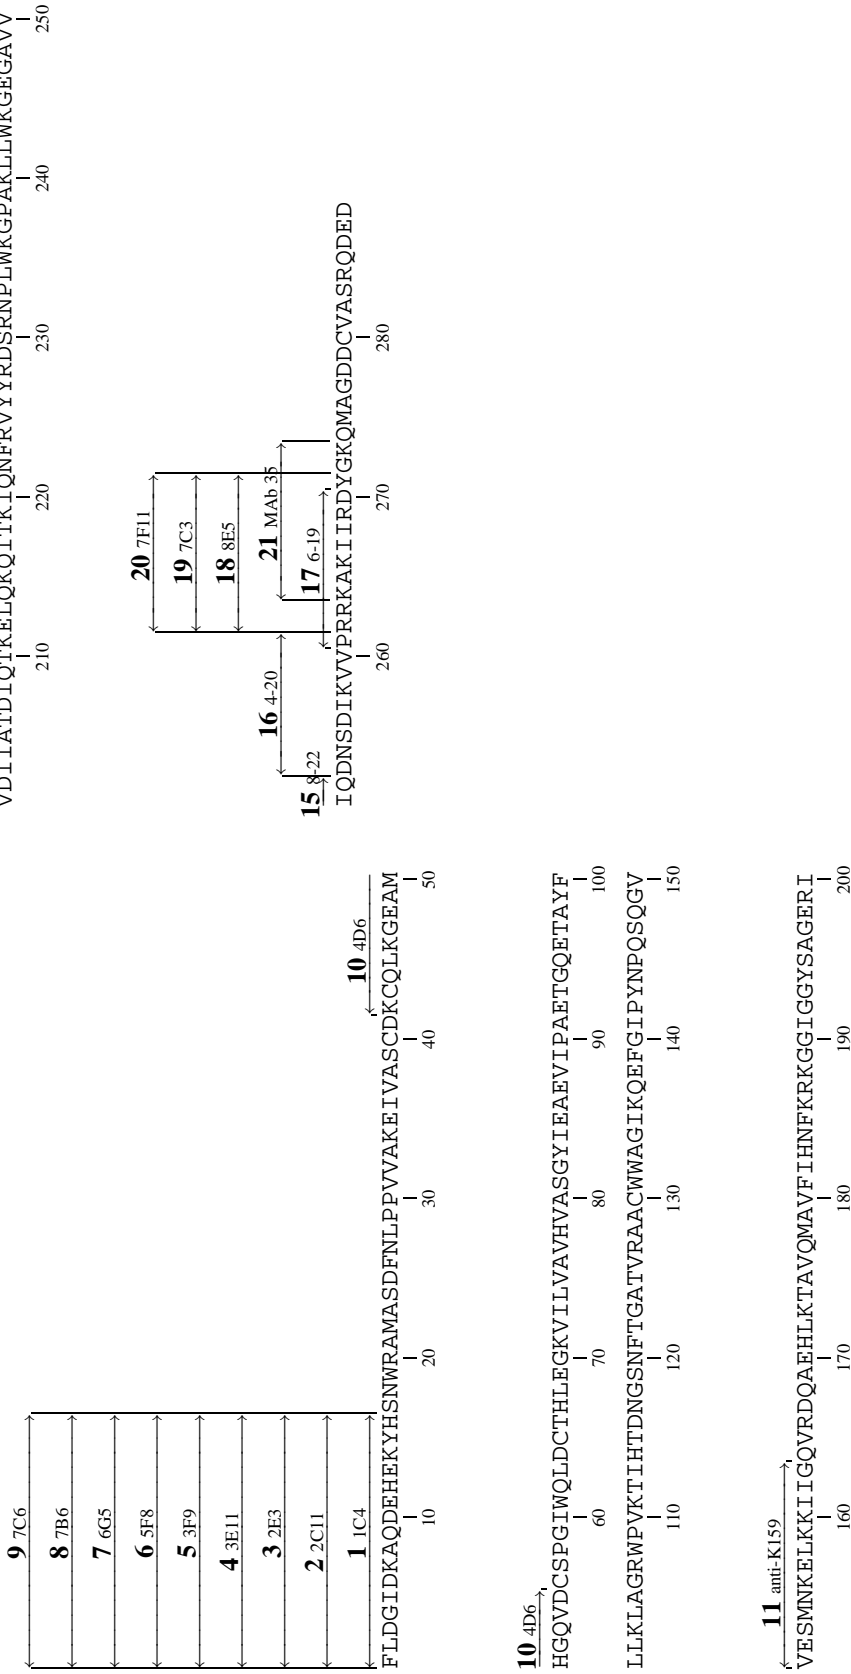 9 7C6
8 7B6
7 6G5
6 5F8
5 3F9
4 3E11
3 2E3
2 2C11
1 1C4
10 4D6
FLDGIDKAQDEHEKYHSNWRAMASDFNLPPVVAKEIVASCDKCQLKGEAM
10 20 30 40 50
10 4D6
HGQVDCSPGIWQLDCTHLEGKVILVAVHVASGYIEAEVIPAETGQETAYF
60 70 80 90 100
LLKLAGRWPVKTIHTDNGSNFTGATVRAACWWAGIKQEFGIPYNPQSQGV
110 120 130 140 150
11 anti-K159
VESMNKELKKIIGQVRDQAEHLKTAVQMAVFIHNFKRKGGIGGYSAGERI
160 170 180 190 200
VDIIATDIQTKELQKQITKIQNFRVYYRDSRNPLWKGPAKLLWKGEGAVV
210 220 230 240 250
20 7F11
19 7C3
18 8E5
16 4-20 21 MAb 35
15 8-22 17 6-19
IQDNSDIKVVPRRKAKIIRDYGKQMAGDDCVASRQDED
260 270 280